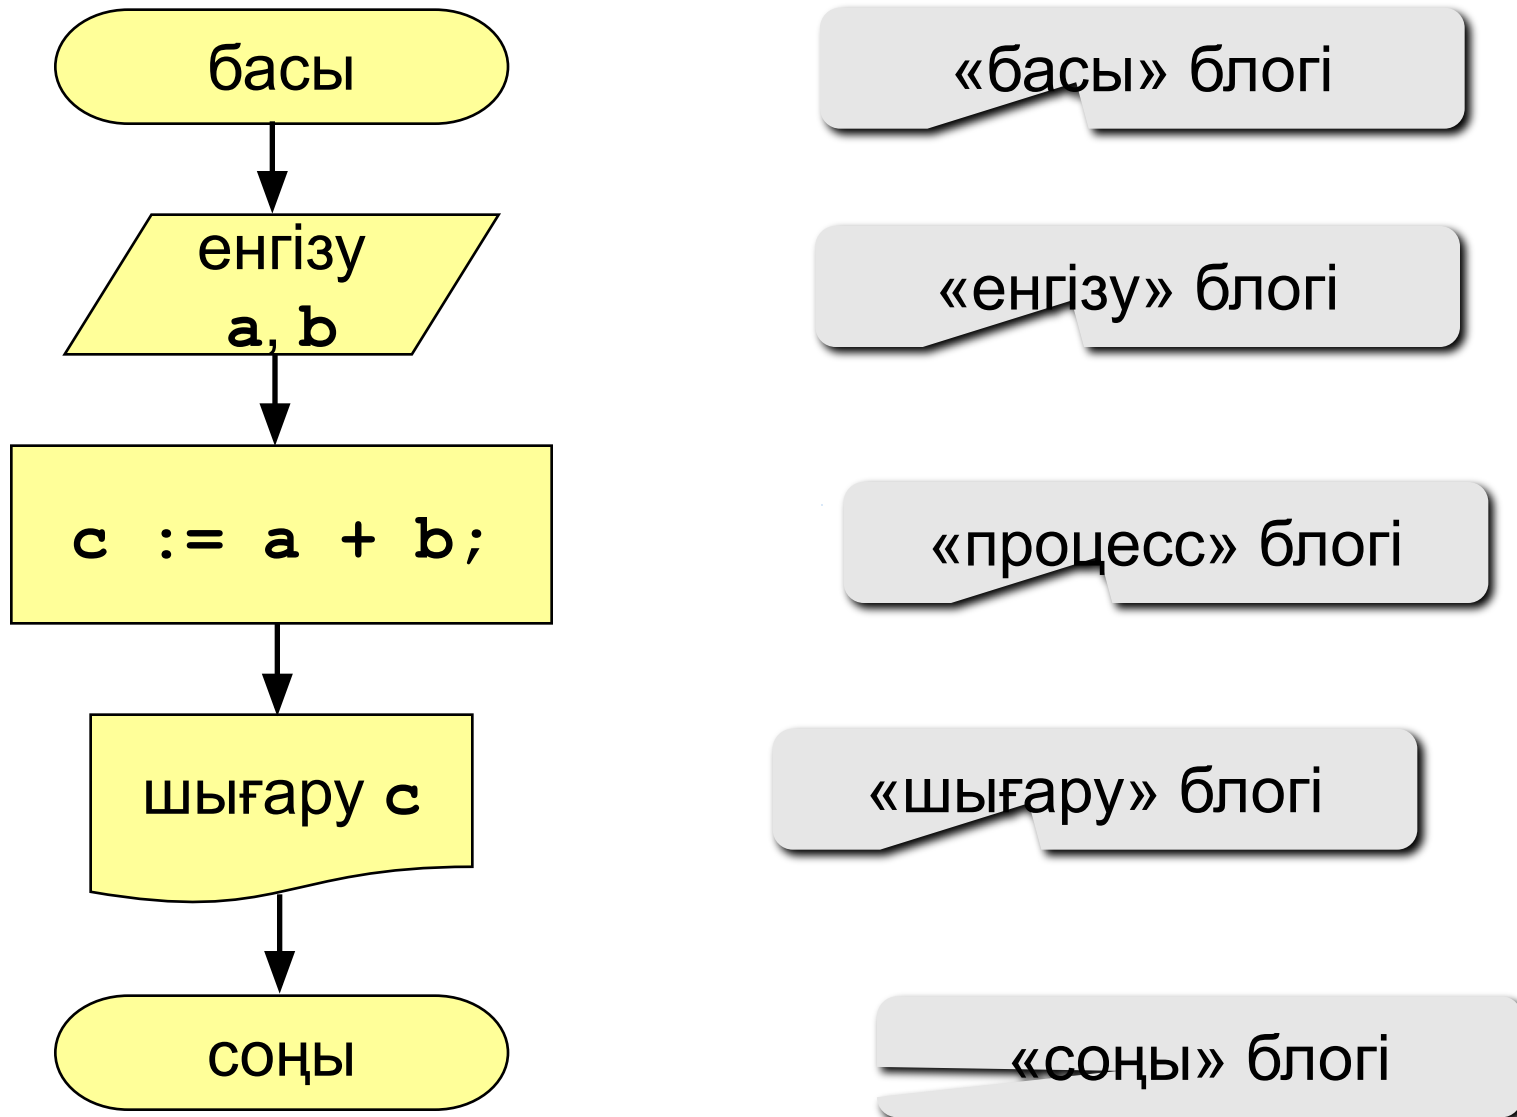 басы
«басы» блогі
енгізу
a, b
«енгізу» блогі
c := a + b;
«процесс» блогі
шығару c
«шығару» блогі
соңы
«соңы» блогі